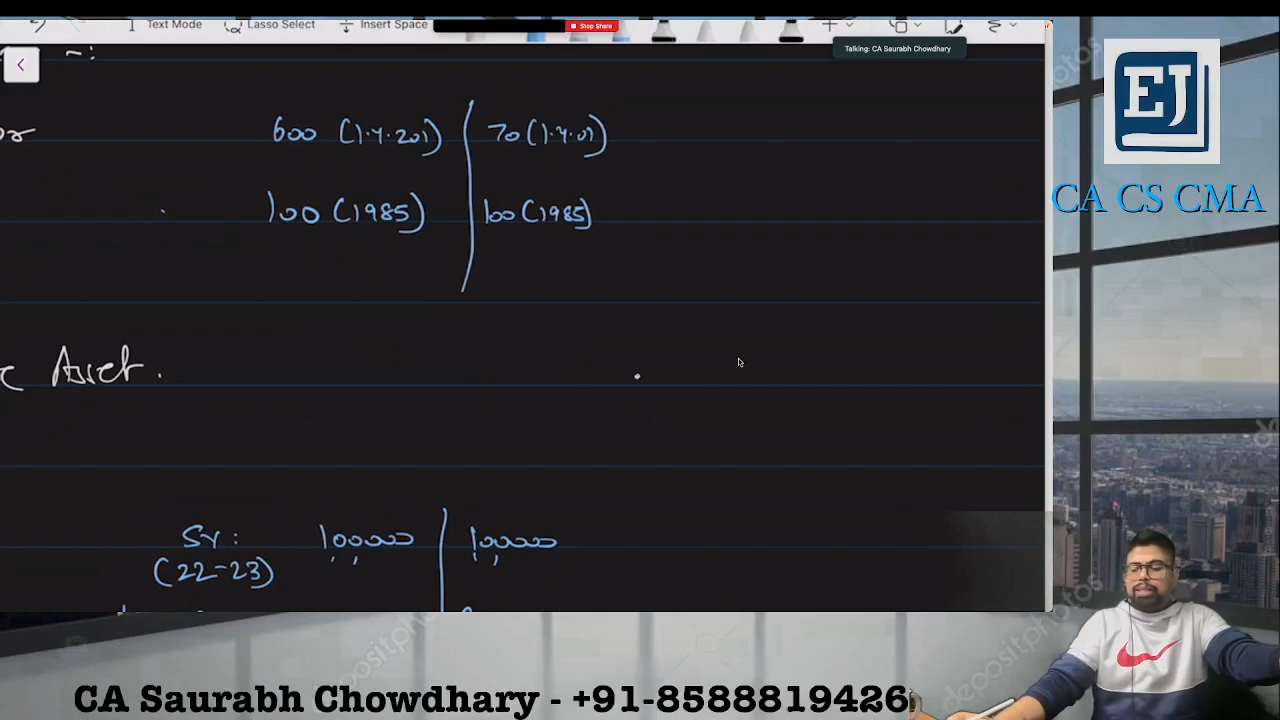 Text Mode Lasso Select Insert Space
Stop Share
Talking: CA Saurabh Chowdhary
600 (1.4.201) 70 (1.4.01)
100 (1985) 100 (1985)
Asset.
SV: 100000 100000
(22-23)
EJ
CA CS CMA
CA Saurabh Chowdhary - +91-8588819426